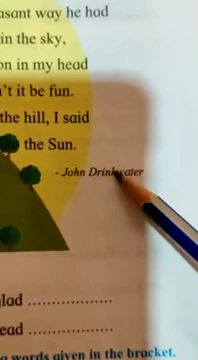 asant way he had
in the sky,
on in my head
't it be fun.
the hill, I said
the Sun.
- John Drinkwater
glad ..................
ead ..................
words given in the bracket.